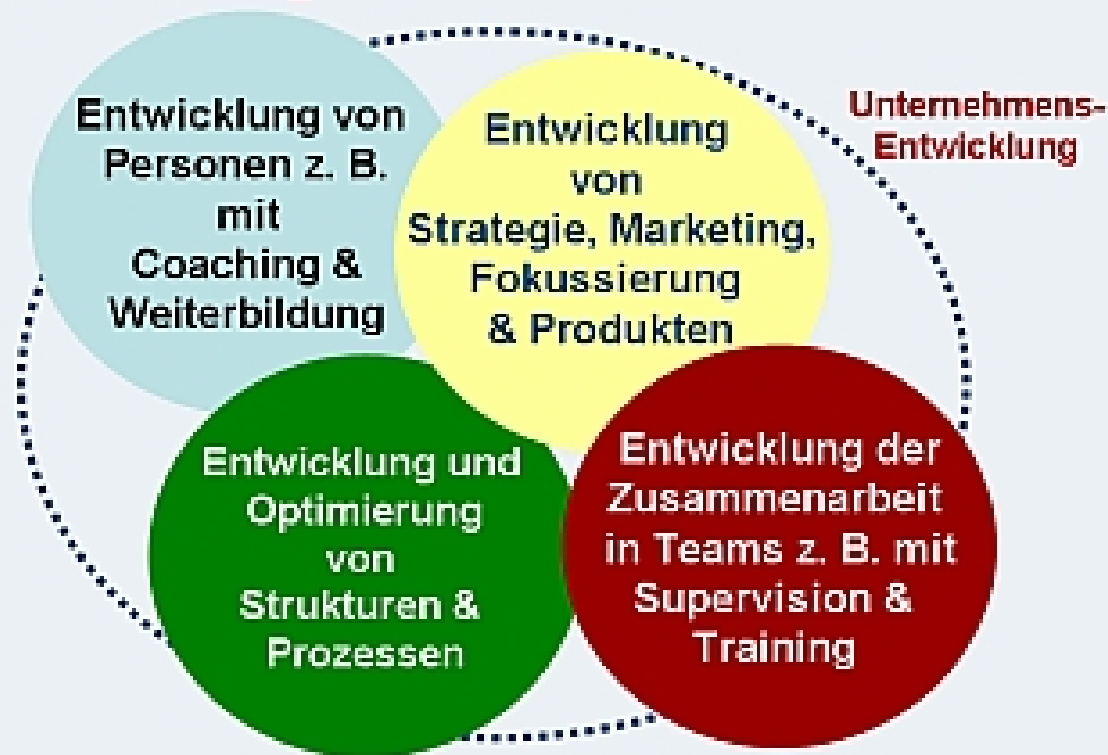 Entwicklung von
Personen z. B.
mit
Coaching &
Weiterbildung
Entwicklung
von
Strategie, Marketing,
Fokussierung
& Produkten
Unternehmens-
Entwicklung
Entwicklung und
Optimierung
von
Strukturen &
Prozessen
Entwicklung der
Zusammenarbeit
in Teams z. B. mit
Supervision &
Training